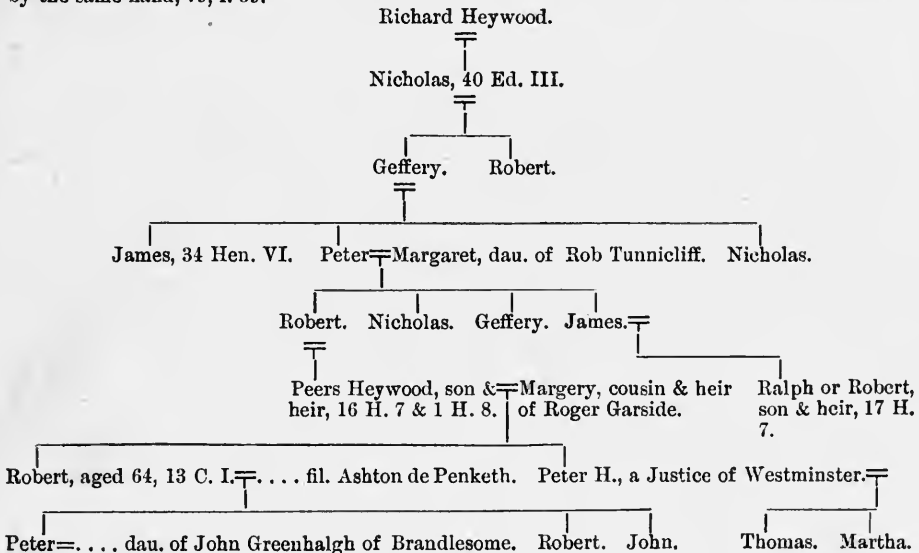 by the same hand,
Richard Heywood.
Nicholas, 40 Ed. III.
Geffery. Robert.
James, 34 Hen. VI. Peter=Margaret, dau. of Rob Tunnicliff. Nicholas.
Robert. Nicholas. Geffery. James.=
Peers Heywood, son &=Margery, cousin & heir Ralph or Robert,
heir, 16 H. 7 & 1 H. 8. of Roger Garside. son & heir, 17 H.
7.
Robert, aged 64, 13 C. I.=. . . . fil. Ashton de Penketh. Peter H., a Justice of Westminster.=
Peter=. . . . dau. of John Greenhalgh of Brandlesome. Robert. John. Thomas. Martha.